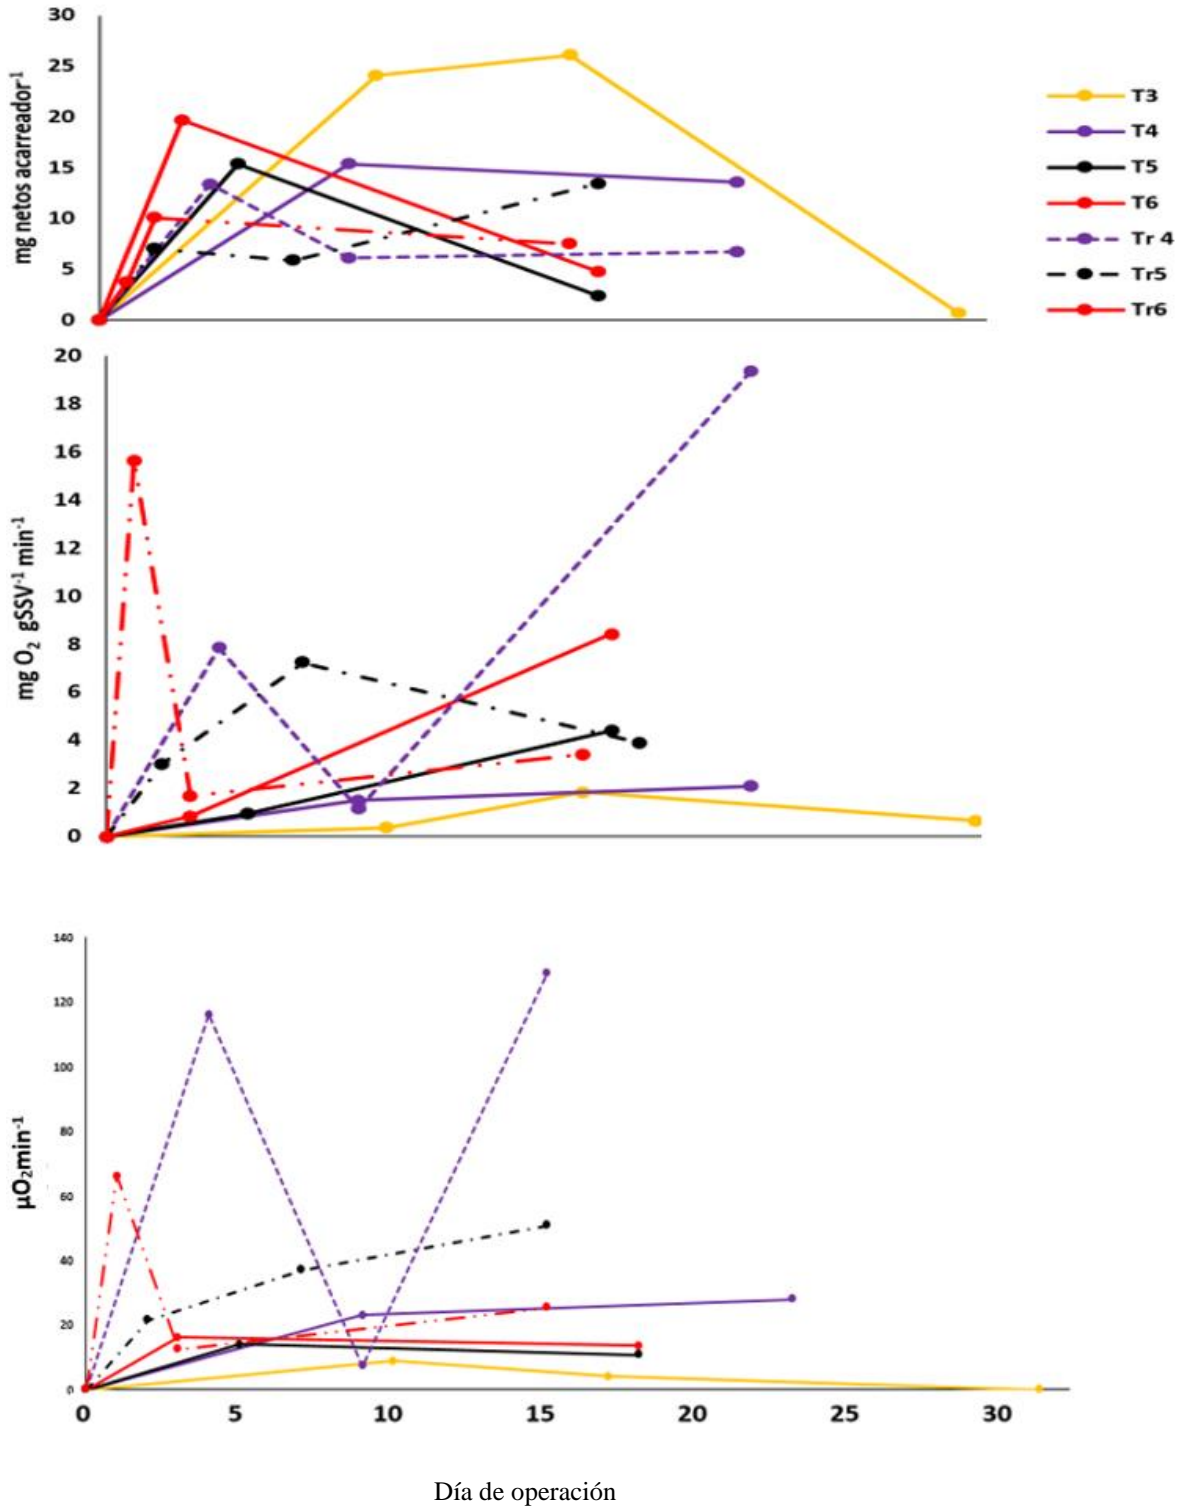 30
25
20
15
10
5
0
mg netos acarreador⁻¹
T3
T4
T5
T6
Tr 4
Tr5
Tr6
20
18
16
14
12
10
8
6
4
2
0
mg O₂ gSSV⁻¹ min⁻¹
140
120
100
80
60
40
20
0
µO₂min⁻¹
0 5 10 15 20 25 30
Día de operación